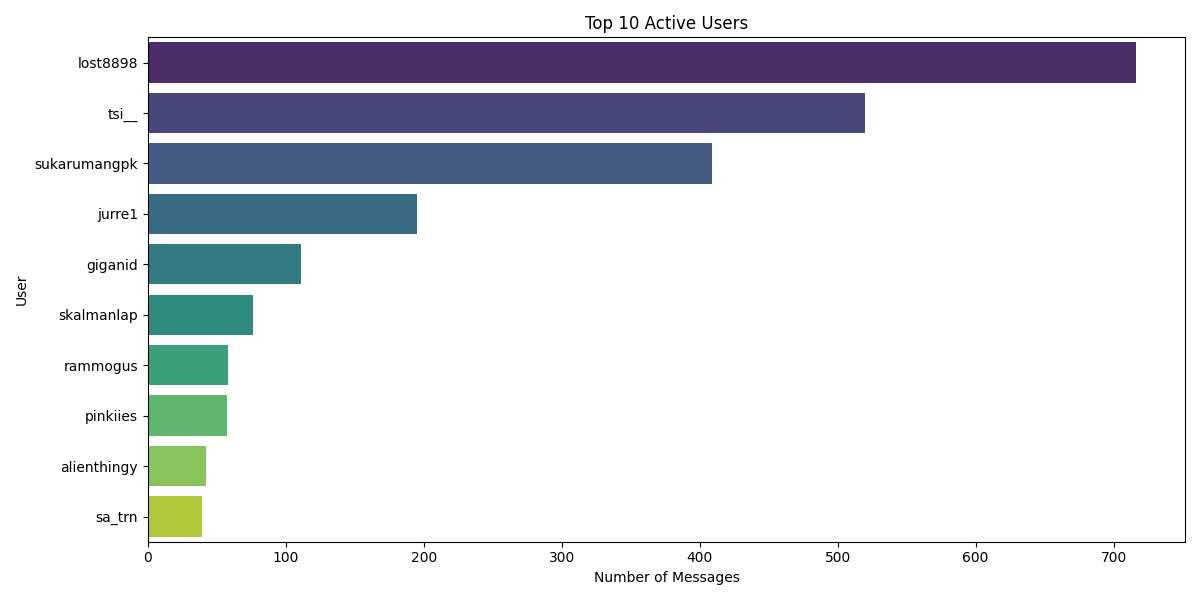 Top 10 Active Users
lost8898
tsi__
sukarumangpk
jurre1
giganid
skalmanlap
rammogus
pinkiies
alienthingy
sa_trn
User
0 100 200 300 400 500 600 700
Number of Messages